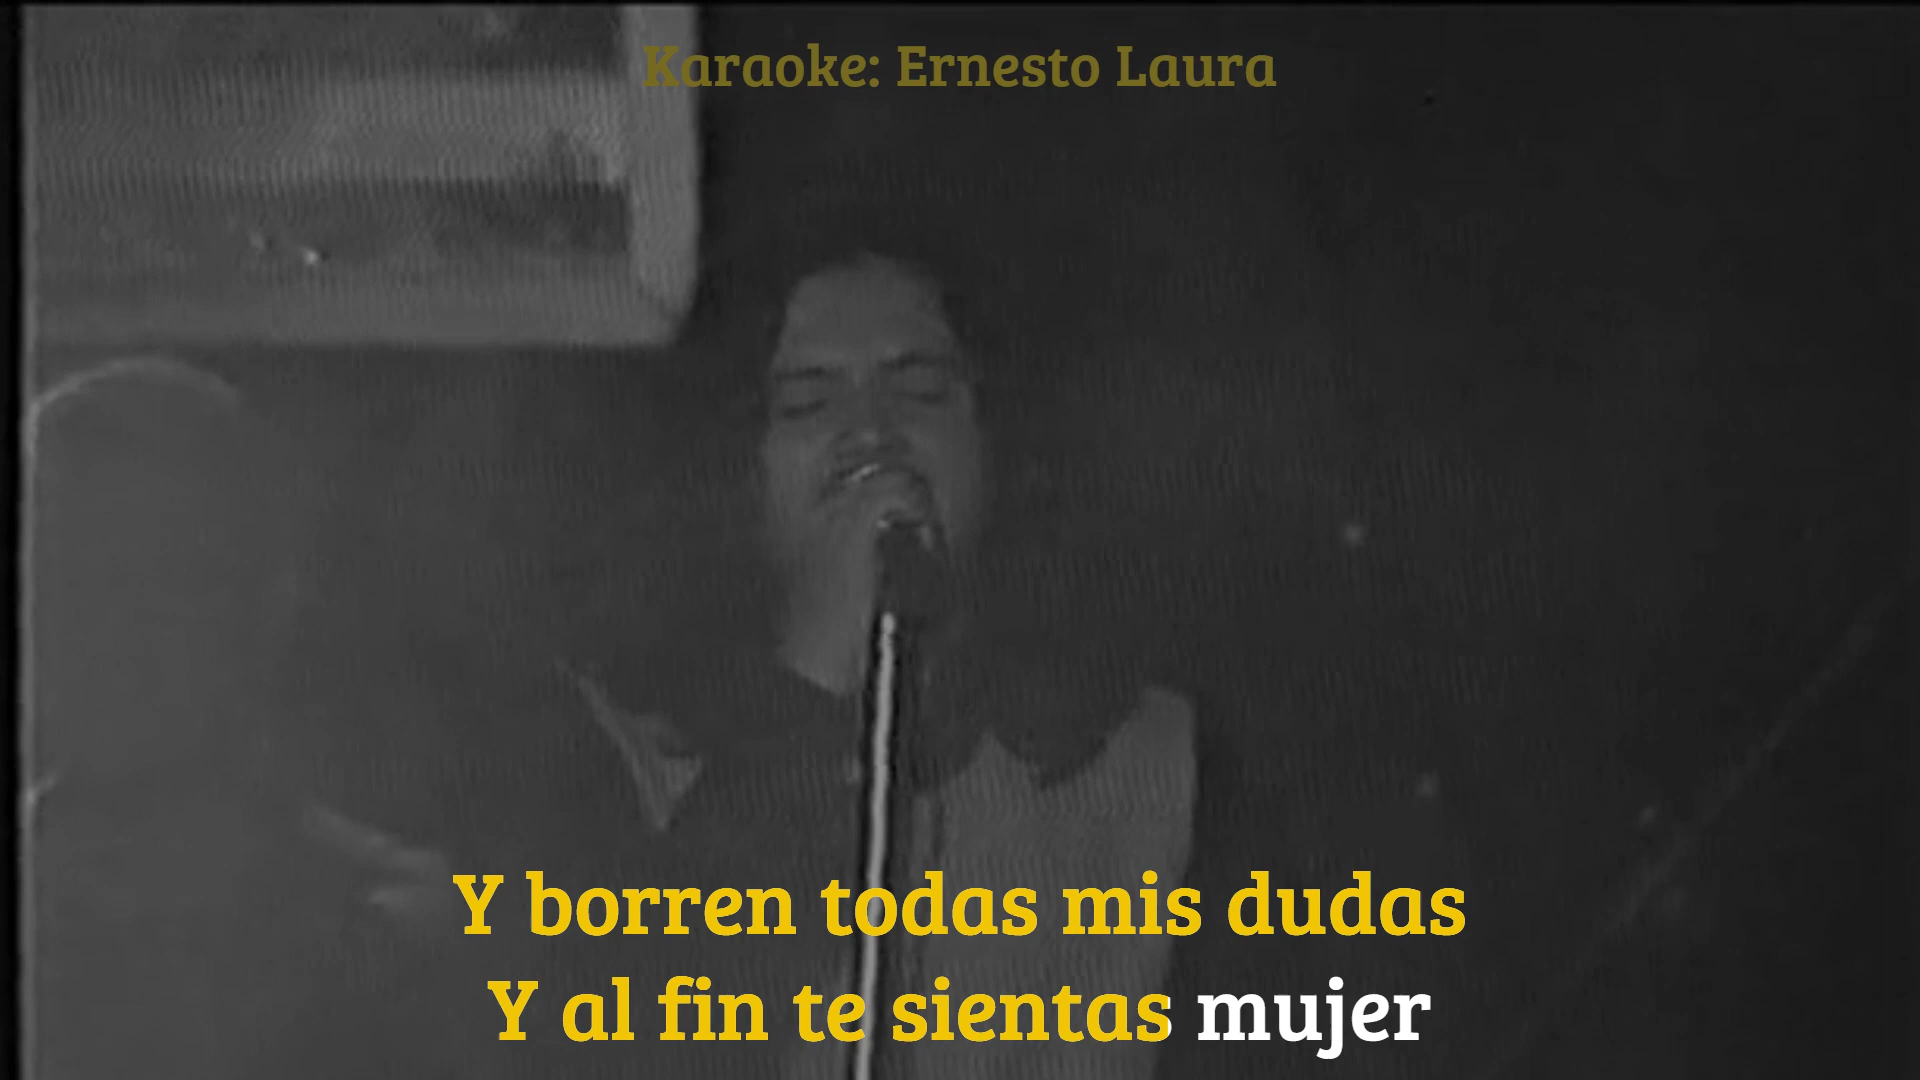 Karaoke: Ernesto Laura
Y borren todas mis dudas
Y al fin te sientas mujer